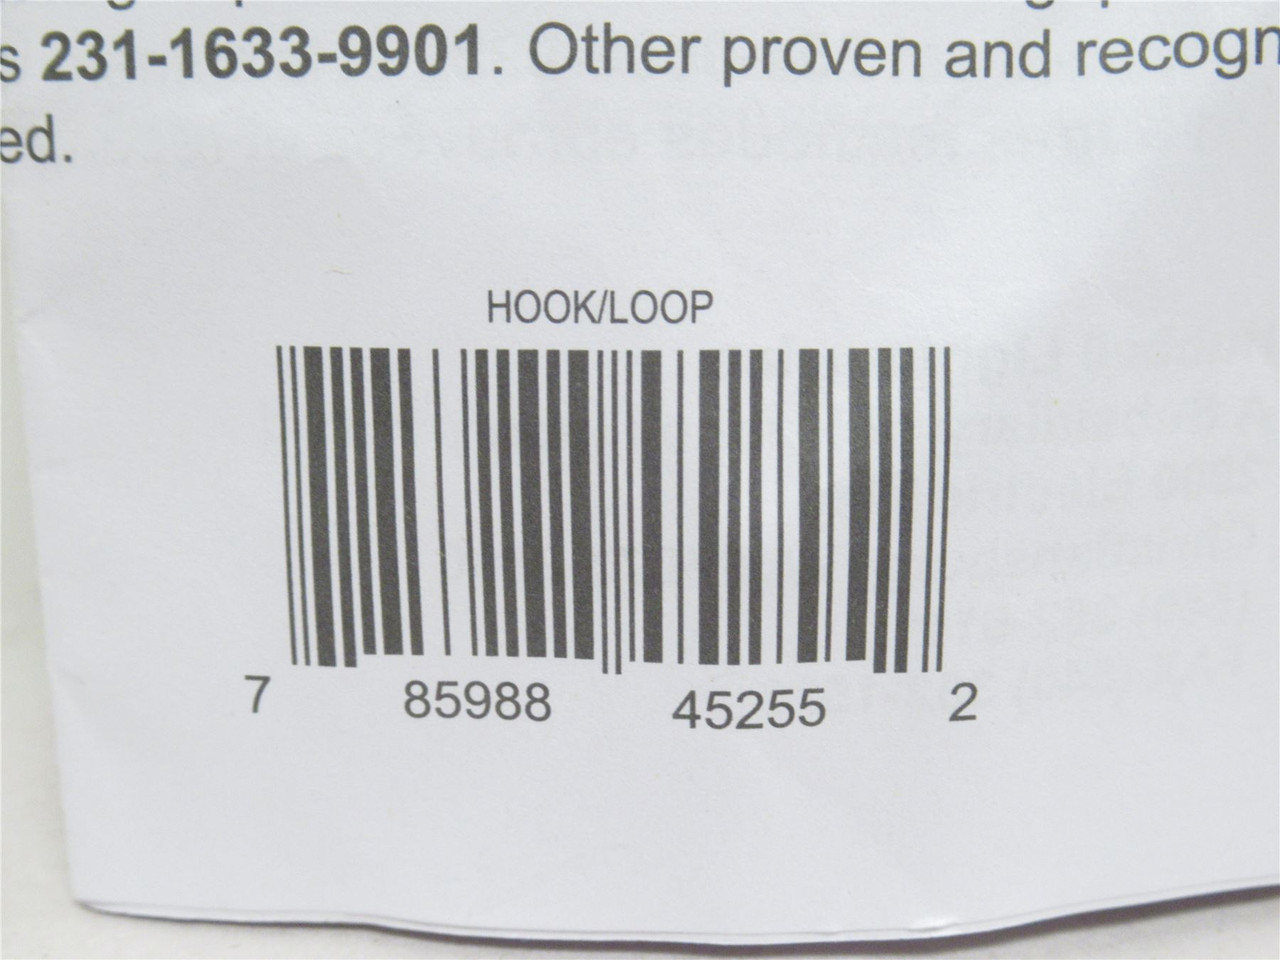 s 231-1633-9901. Other proven and recogn
ed.
HOOK/LOOP
7 85988 45255 2